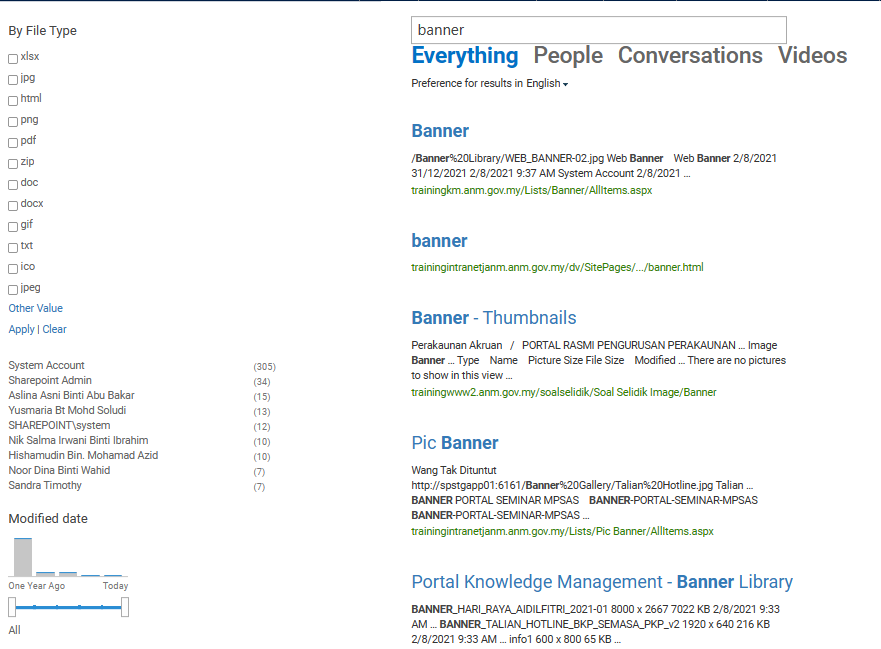 By File Type
xlsx
jpg
html
png
pdf
zip
doc
docx
gif
txt
ico
jpeg
Other Value
Apply | Clear
System Account (305)
Sharepoint Admin (34)
Aslina Asni Binti Abu Bakar (15)
Yusmaria Bt Mohd Soludi (13)
SHAREPOINT\system (12)
Nik Salma Irwani Binti Ibrahim (10)
Hishamudin Bin. Mohamad Azid (10)
Noor Dina Binti Wahid (7)
Sandra Timothy (7)
Modified date
One Year Ago Today
All
banner
Everything People Conversations Videos
Preference for results in English
Banner
/Banner%20Library/WEB_BANNER-02.jpg Web Banner Web Banner 2/8/2021
31/12/2021 2/8/2021 9:37 AM System Account 2/8/2021 ...
trainingkm.anm.gov.my/Lists/Banner/AllItems.aspx
banner
trainingintranetjanm.anm.gov.my/dv/SitePages/.../banner.html
Banner - Thumbnails
Perakaunan Akruan / PORTAL RASMI PENGURUSAN PERAKAUNAN ... Image
Banner ... Type Name Picture Size File Size Modified ... There are no pictures
to show in this view ...
trainingwww2.anm.gov.my/soalselidik/Soal Selidik Image/Banner
Pic Banner
Wang Tak Dituntut
http://spstgapp01:6161/Banner%20Gallery/Talian%20Hotline.jpg Talian ...
BANNER PORTAL SEMINAR MPSAS BANNER-PORTAL-SEMINAR-MPSAS
BANNER-PORTAL-SEMINAR-MPSAS ...
trainingintranetjanm.anm.gov.my/Lists/Pic Banner/AllItems.aspx
Portal Knowledge Management - Banner Library
BANNER_HARI_RAYA_AIDILFITRI_2021-01 8000 x 2667 7022 KB 2/8/2021 9:33
AM ... BANNER_TALIAN_HOTLINE_BKP_SEMASA_PKP_v2 1920 x 640 216 KB
2/8/2021 9:33 AM ... info1 600 x 800 65 KB ...